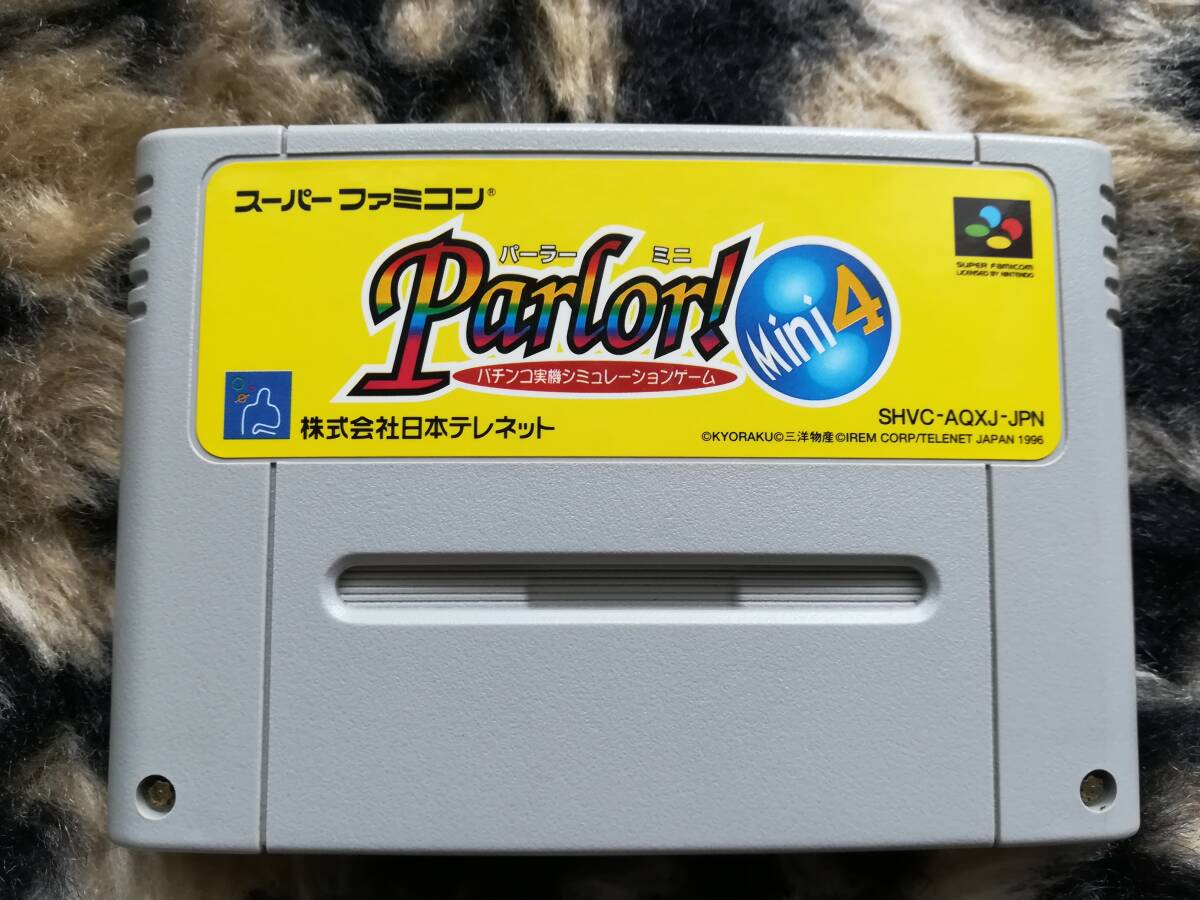 スーパーファミコン®
パーラー ミニ
Parlor! Mini 4
パチンコ実機シミュレーションゲーム
SUPER FAMICOM
LICENSED BY NINTENDO
株式会社日本テレネット
SHVC-AQXJ-JPN
©KYORAKU©三洋物産©IREM CORP/TELENET JAPAN 1996